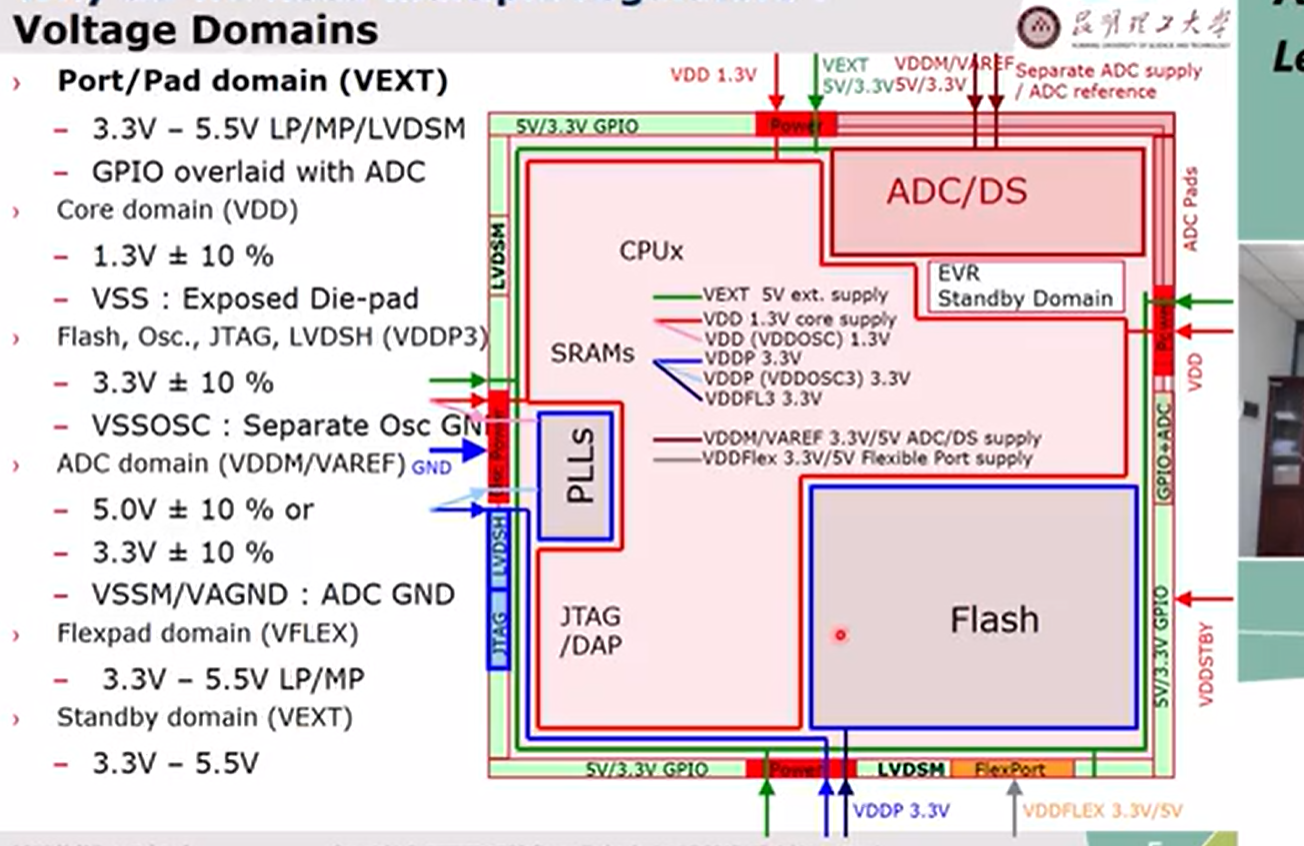 Voltage Domains
昆明理工大学
› Port/Pad domain (VEXT)
– 3.3V – 5.5V LP/MP/LVDSM
– GPIO overlaid with ADC
› Core domain (VDD)
– 1.3V ± 10 %
– VSS : Exposed Die-pad
› Flash, Osc., JTAG, LVDSH (VDDP3)
– 3.3V ± 10 %
– VSSOSC : Separate Osc GN
› ADC domain (VDDM/VAREF)
– 5.0V ± 10 % or
– 3.3V ± 10 %
– VSSM/VAGND : ADC GND
› Flexpad domain (VFLEX)
– 3.3V – 5.5V LP/MP
› Standby domain (VEXT)
– 3.3V – 5.5V
VDD 1.3V
VEXT
5V/3.3V
VDDM/VAREF
5V/3.3V
Separate ADC supply
/ ADC reference
5V/3.3V GPIO
Power
ADC/DS
ADC Pads
LVDSM
CPUx
EVR
Standby Domain
VEXT 5V ext. supply
VDD 1.3V core supply
VDD (VDDOSC) 1.3V
SRAMs
VDDP 3.3V
VDDP (VDDOSC3) 3.3V
VDDFL3 3.3V
Power
VDD
VDDM/VAREF 3.3V/5V ADC/DS supply
VDDFlex 3.3V/5V Flexible Port supply
GND
Power
PLLs
GPIO+ADC
LVDSH
JTAG
JTAG
/DAP
Flash
5V/3.3V GPIO
VDDSTBY
5V/3.3V GPIO
Power
LVDSM
FlexPort
VDDP 3.3V
VDDFLEX 3.3V/5V
Le